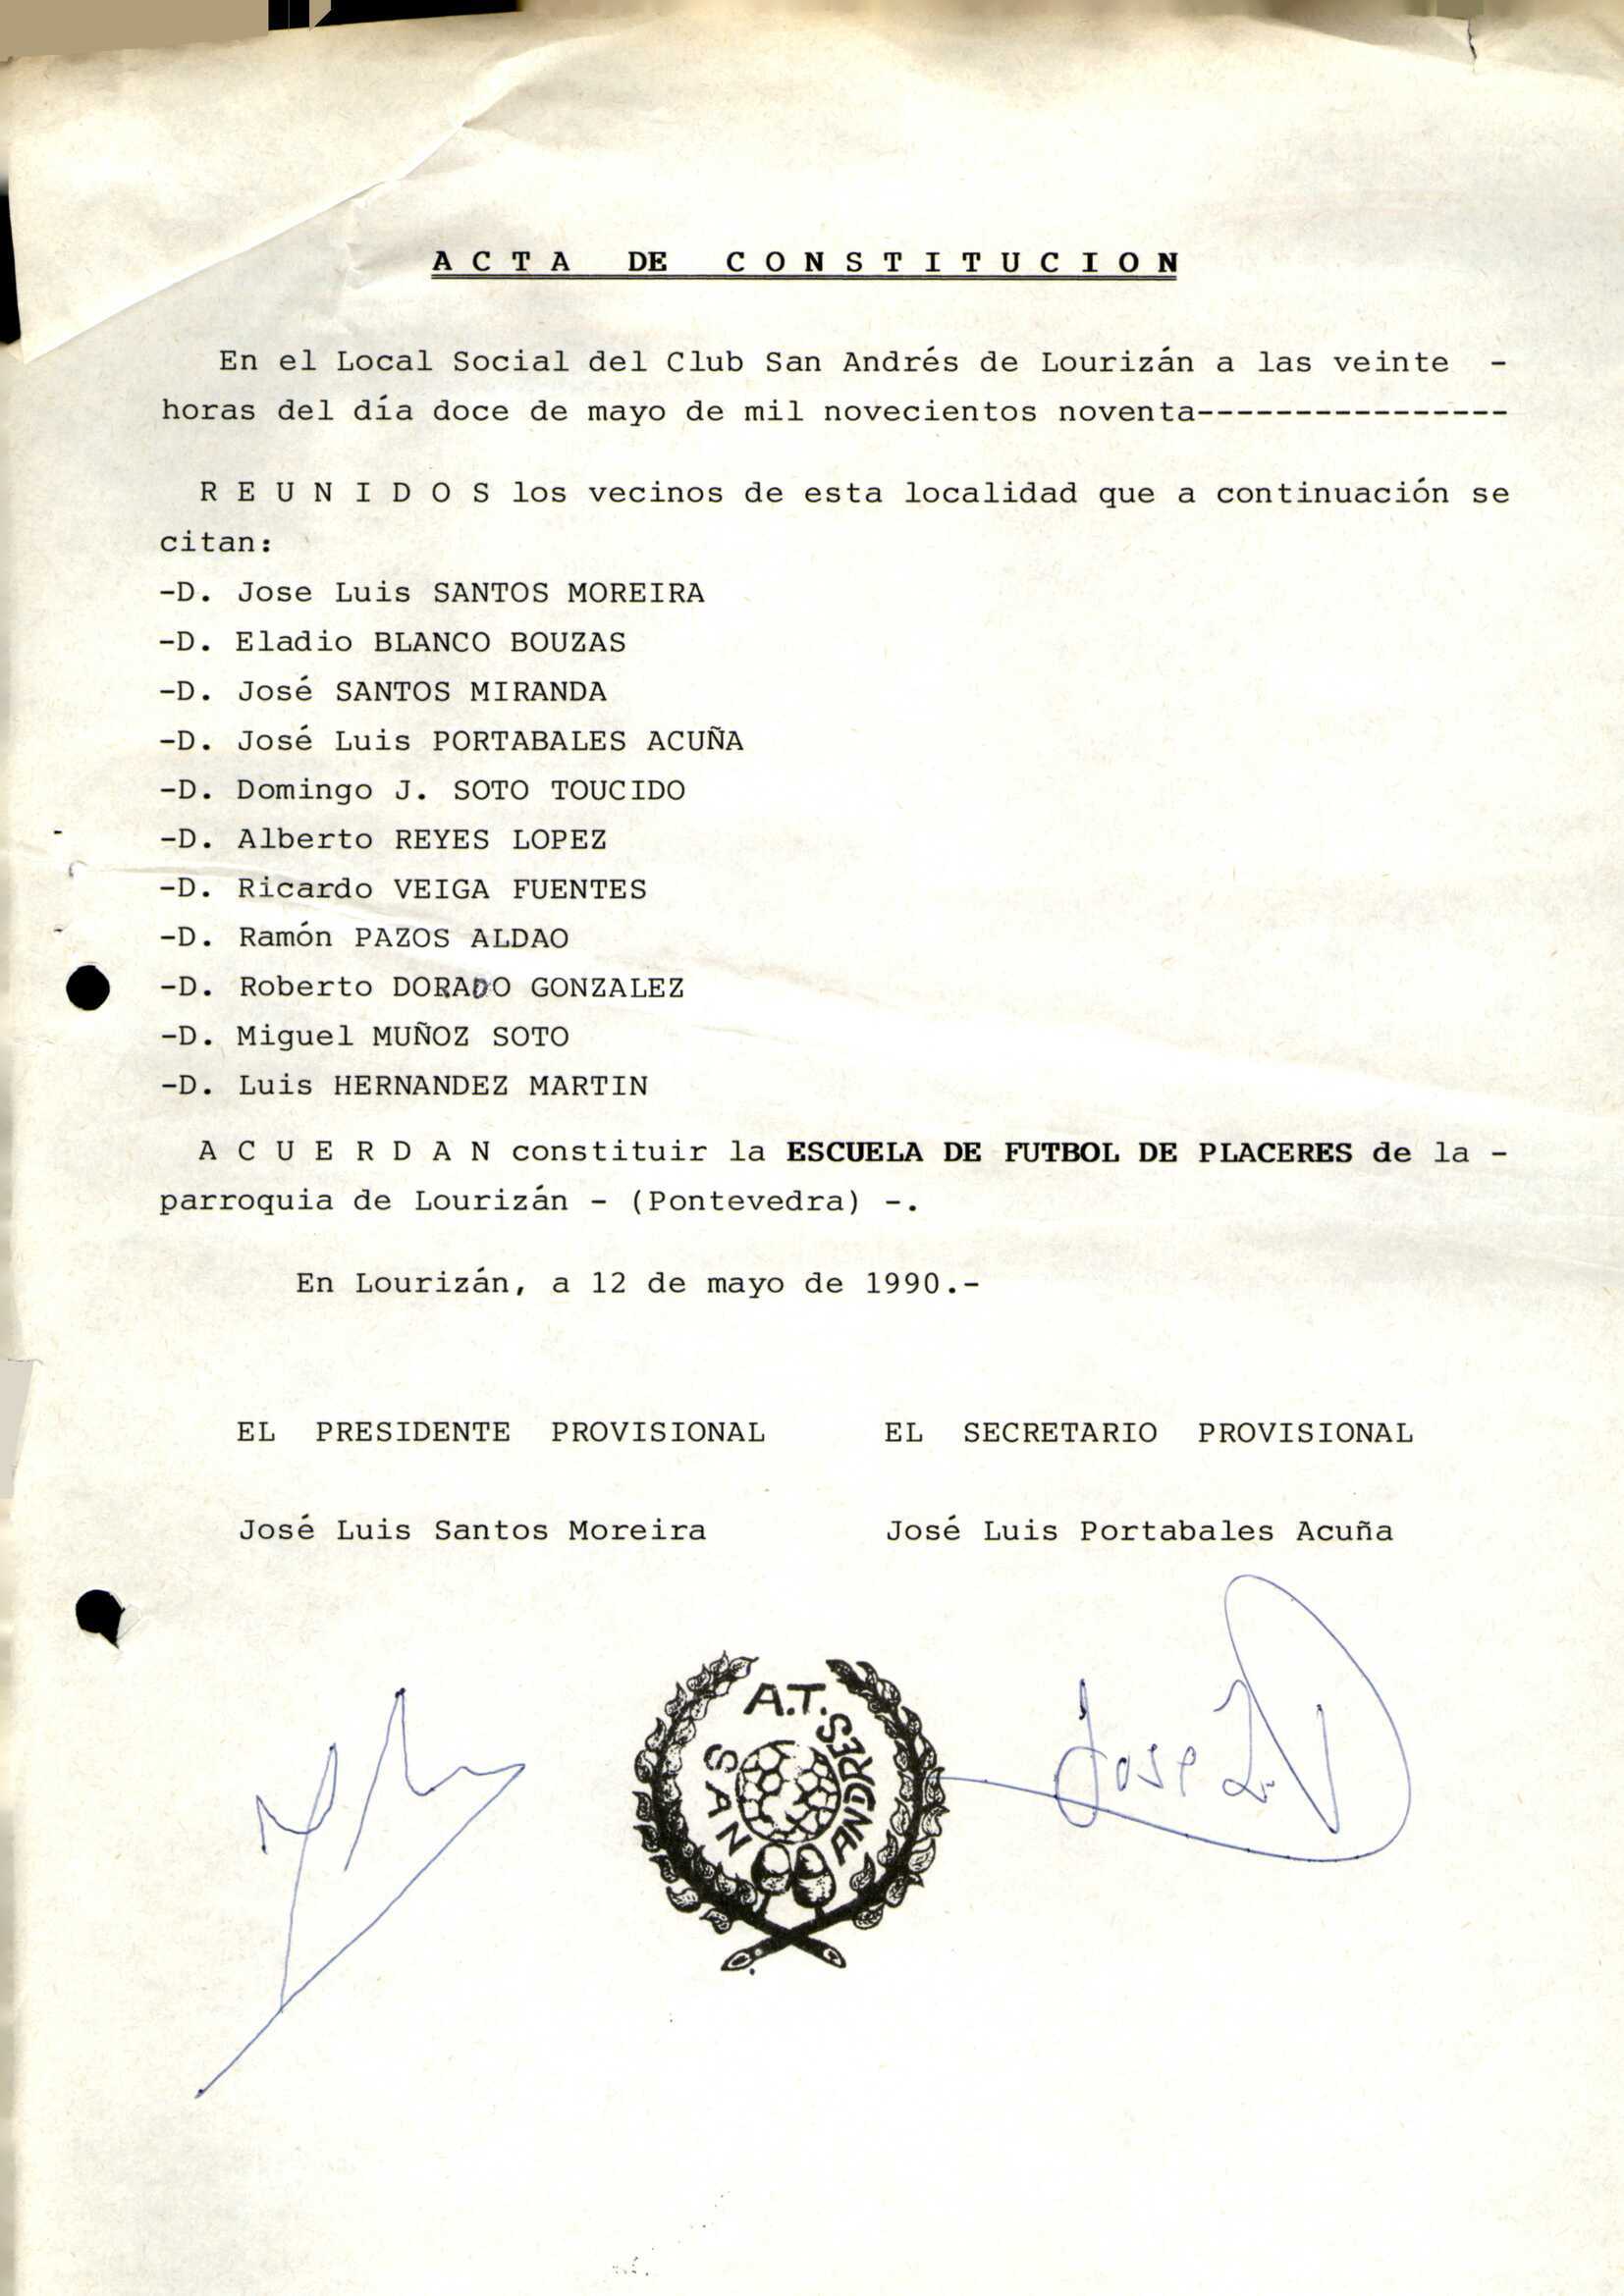 A C T A DE C O N S T I T U C I O N
En el Local Social del Club San Andrés de Lourizán a las veinte -
horas del día doce de mayo de mil novecientos noventa----------------
R E U N I D O S los vecinos de esta localidad que a continuación se
citan:
-D. Jose Luis SANTOS MOREIRA
-D. Eladio BLANCO BOUZAS
-D. José SANTOS MIRANDA
-D. José Luis PORTABALES ACUÑA
-D. Domingo J. SOTO TOUCIDO
-D. Alberto REYES LOPEZ
-D. Ricardo VEIGA FUENTES
-D. Ramón PAZOS ALDAO
-D. Roberto DORADO GONZALEZ
-D. Miguel MUÑOZ SOTO
-D. Luis HERNANDEZ MARTIN
A C U E R D A N constituir la ESCUELA DE FUTBOL DE PLACERES de la -
parroquia de Lourizán - (Pontevedra) -.
En Lourizán, a 12 de mayo de 1990.-
EL PRESIDENTE PROVISIONAL EL SECRETARIO PROVISIONAL
José Luis Santos Moreira José Luis Portabales Acuña
A.T.
SAN ANDRES
Jose L.